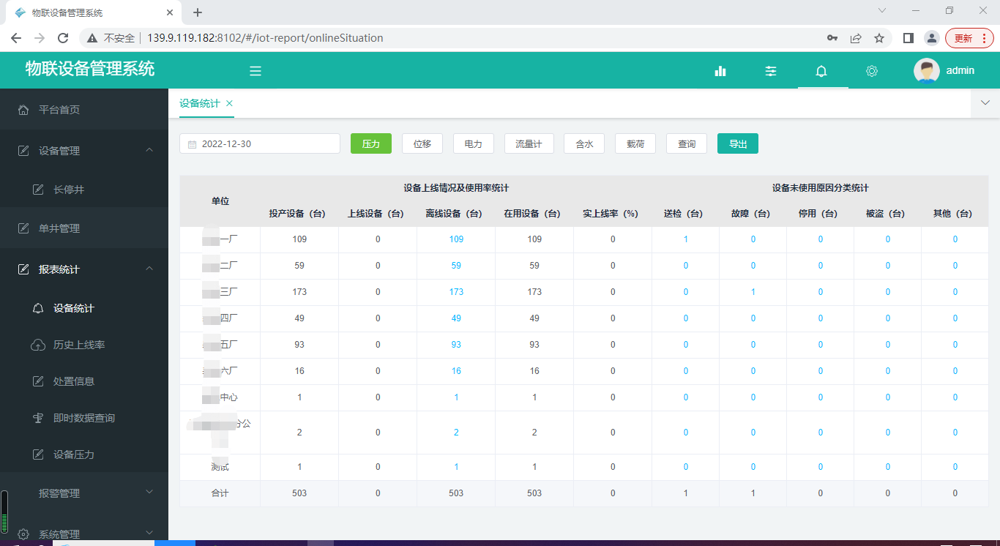 物联设备管理系统
不安全 139.9.119.182:8102/#/iot-report/onlineSituation 更新
物联设备管理系统 admin
平台首页
设备管理
长停井
单井管理
报表统计
设备统计
历史上线率
处置信息
即时数据查询
设备压力
报警管理
系统管理
设备统计
2022-12-30 压力 位移 电力 流量计 含水 载荷 查询 导出
单位 设备上线情况及使用率统计 设备未使用原因分类统计
投产设备（台） 上线设备（台） 离线设备（台） 在用设备（台） 实上线率（%） 送检（台） 故障（台） 停用（台） 被盗（台） 其他（台）
一厂 109 0 109 109 0 1 0 0 0 0
二厂 59 0 59 59 0 0 0 0 0 0
三厂 173 0 173 173 0 0 1 0 0 0
四厂 49 0 49 49 0 0 0 0 0 0
五厂 93 0 93 93 0 0 0 0 0 0
六厂 16 0 16 16 0 0 0 0 0 0
中心 1 0 1 1 0 0 0 0 0 0
分公 2 0 2 2 0 0 0 0 0 0
测试 1 0 1 1 0 0 0 0 0 0
合计 503 0 503 503 0 1 1 0 0 0